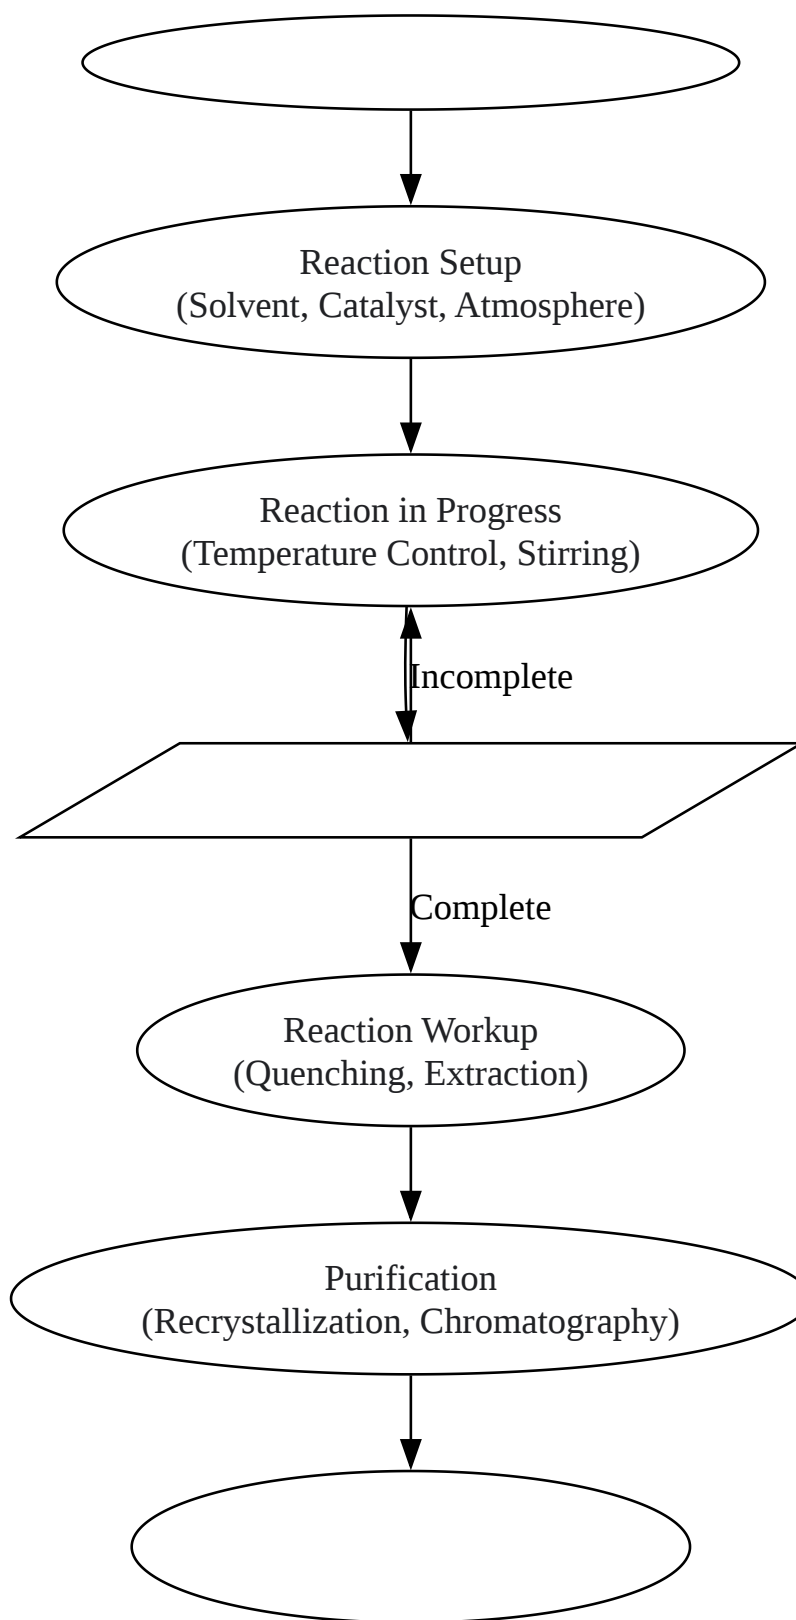 Reaction Setup
(Solvent, Catalyst, Atmosphere)
Reaction in Progress
(Temperature Control, Stirring)
Incomplete
Complete
Reaction Workup
(Quenching, Extraction)
Purification
(Recrystallization, Chromatography)